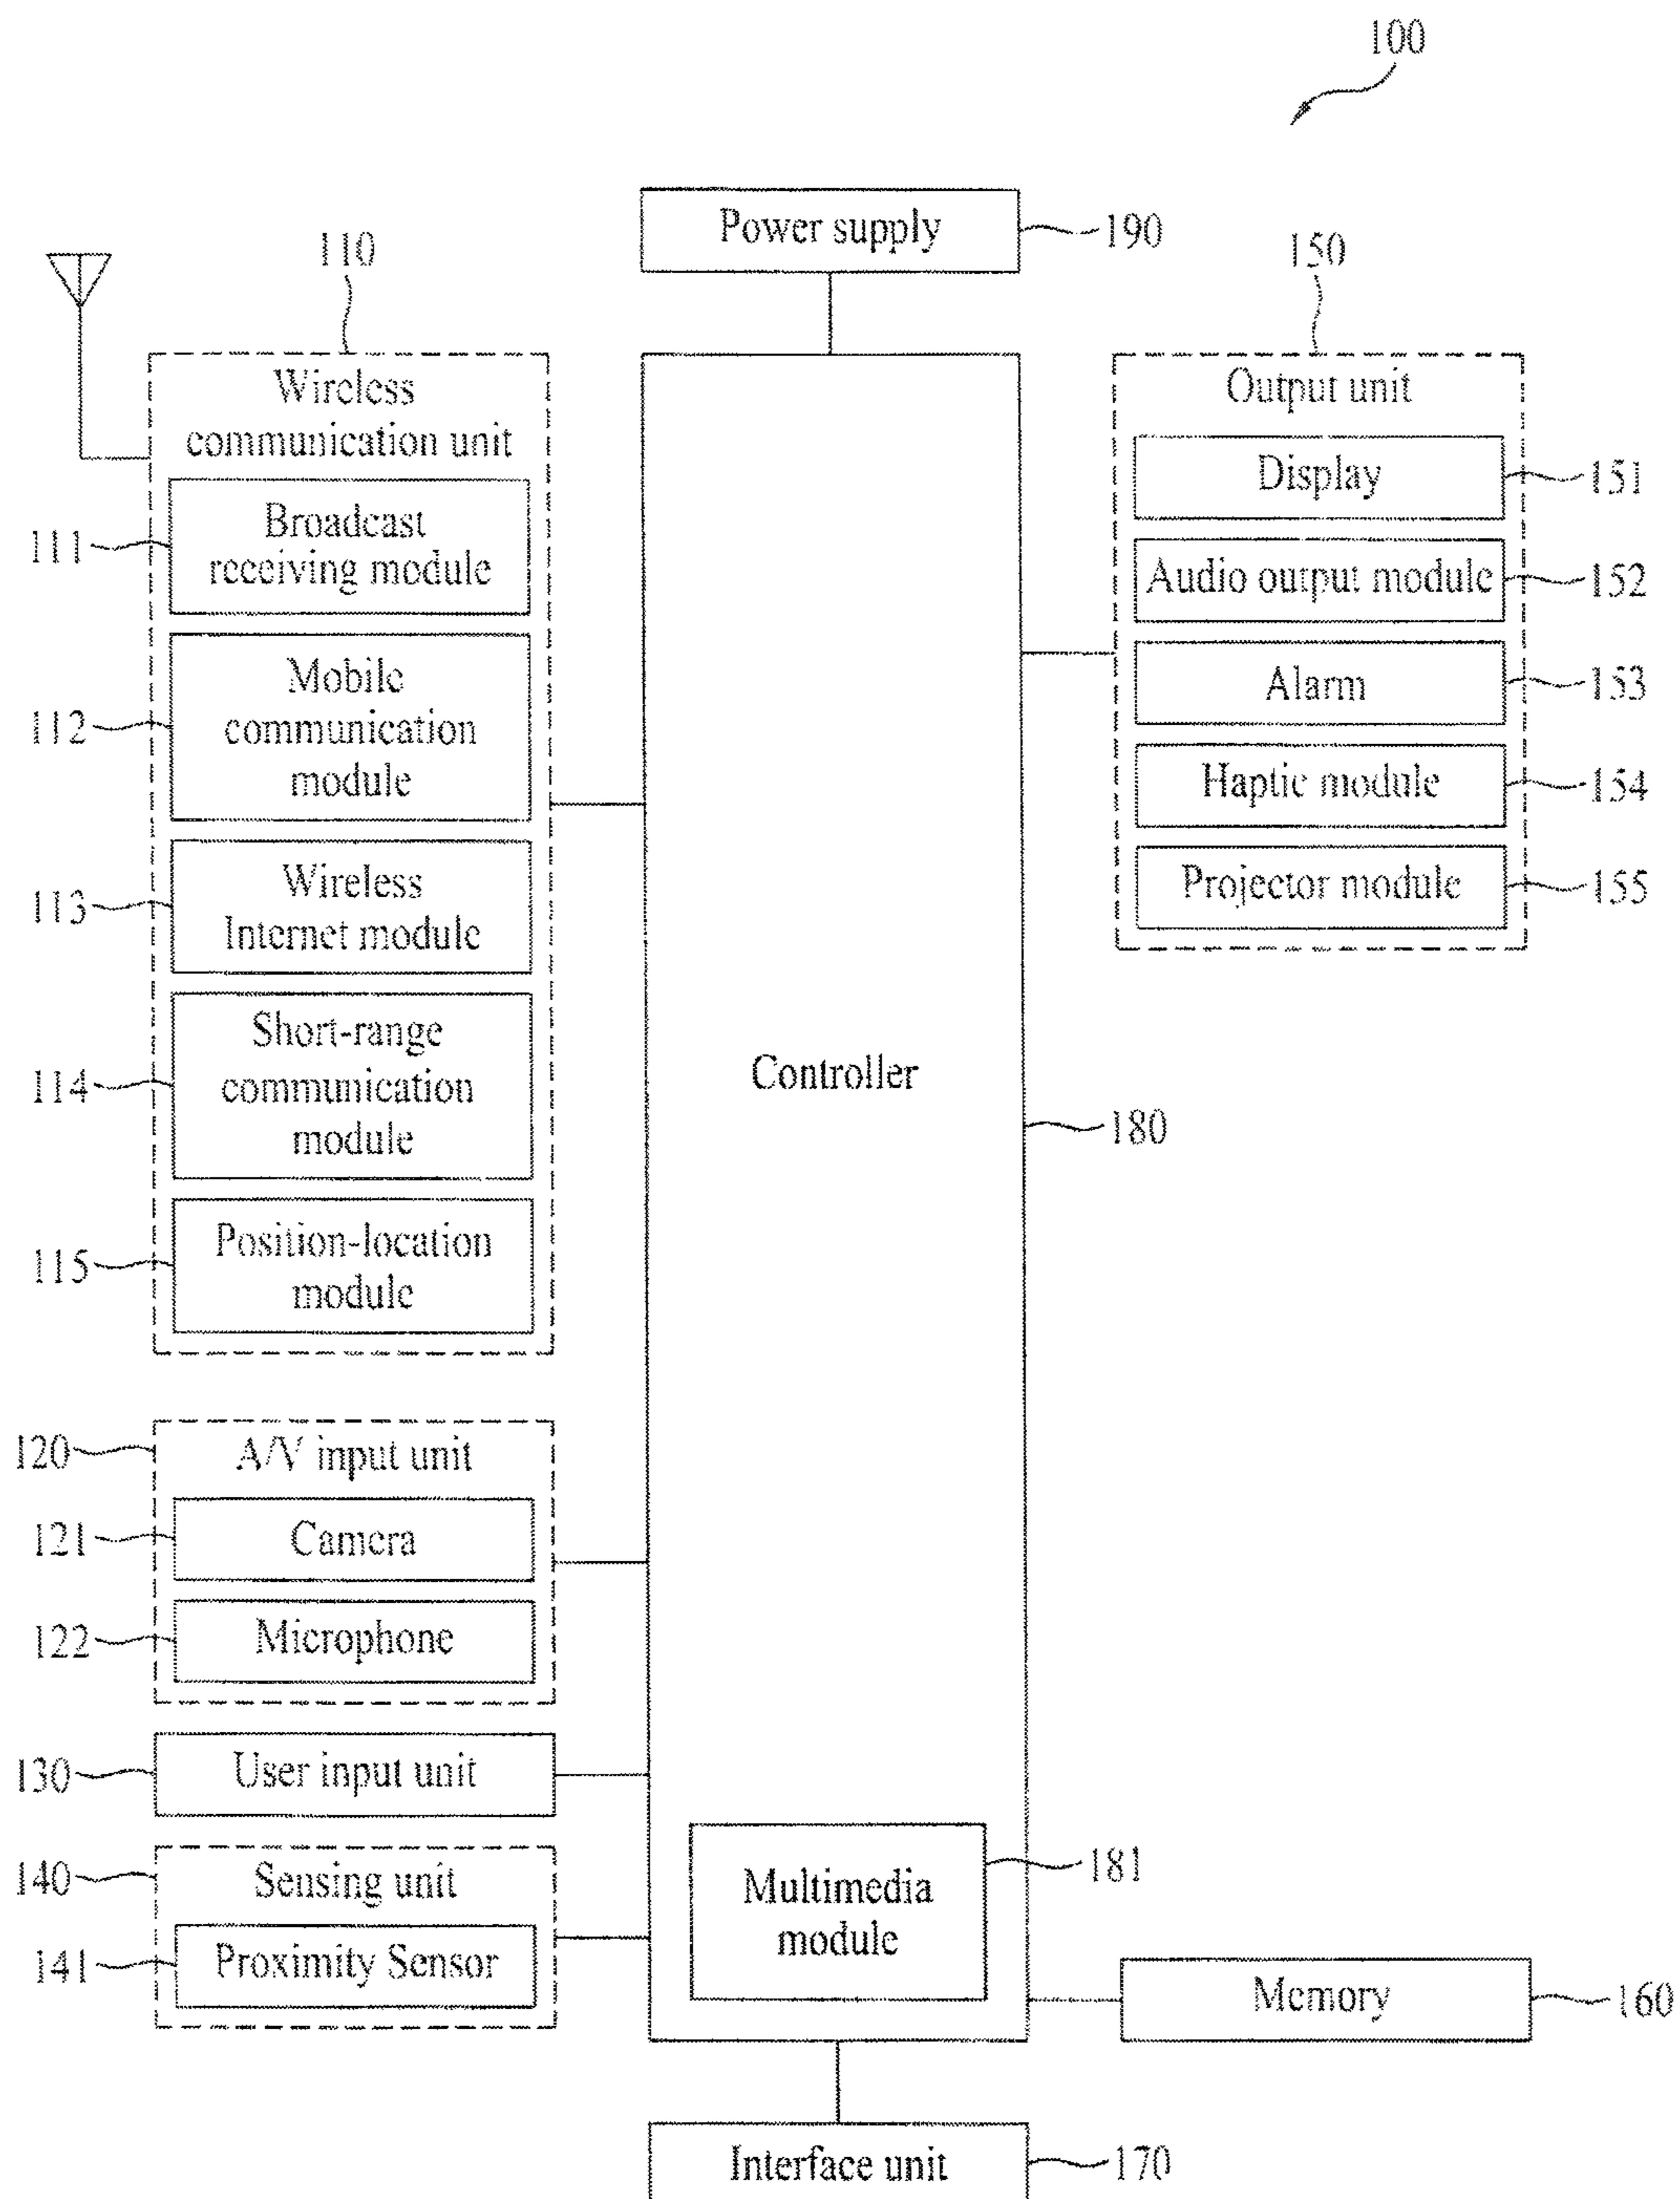 100
Power supply
190
110
Wireless
communication unit
Broadcast
receiving module
111
Mobile
communication
module
112
Wireless
Internet module
113
Short-range
communication
module
114
Position-location
module
115
120
A/V input unit
121
Camera
122
Microphone
130
User input unit
140
Sensing unit
141
Proximity Sensor
Controller
180
Multimedia
module
181
150
Output unit
Display
151
Audio output module
152
Alarm
153
Haptic module
154
Projector module
155
Memory
160
Interface unit
170